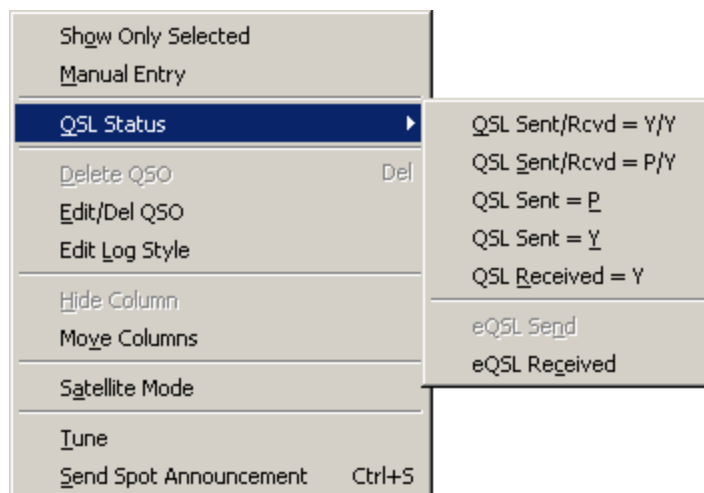 Show Only Selected
Manual Entry
QSL Status
Delete QSO Del
Edit/Del QSO
Edit Log Style
Hide Column
Move Columns
Satellite Mode
Tune
Send Spot Announcement Ctrl+S
QSL Sent/Rcvd = Y/Y
QSL Sent/Rcvd = P/Y
QSL Sent = P
QSL Sent = Y
QSL Received = Y
eQSL Send
eQSL Received